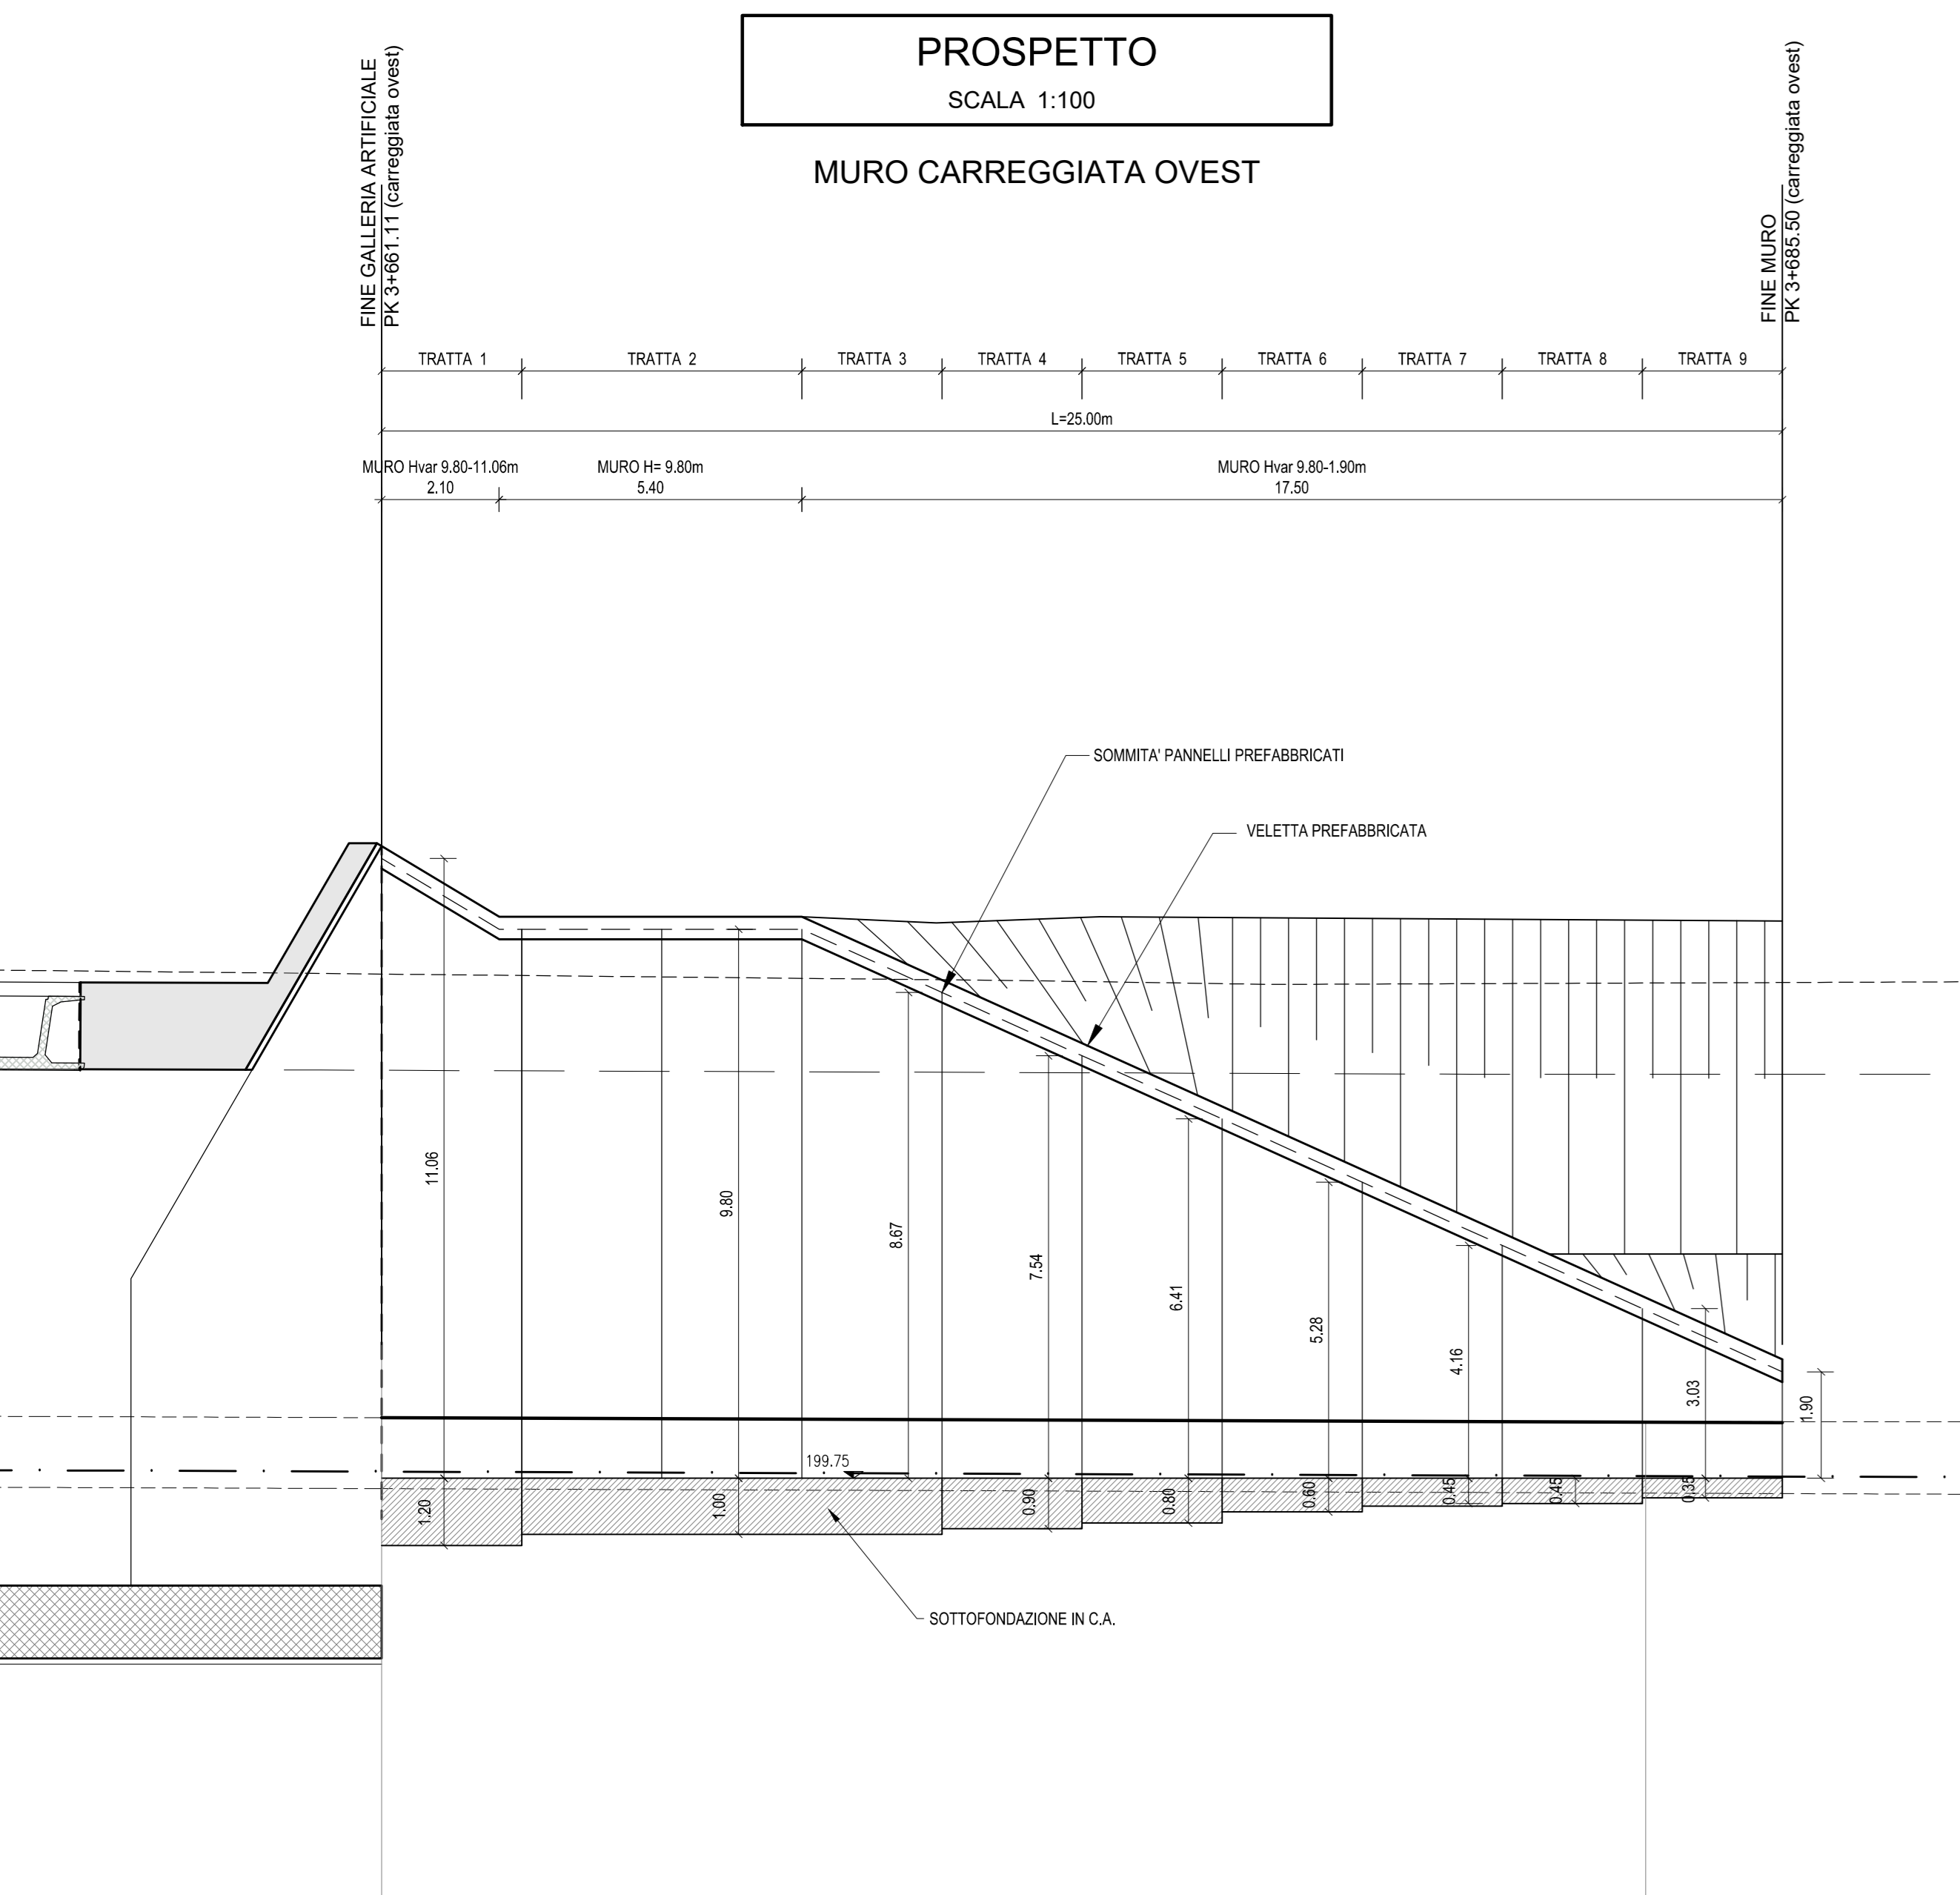 PROSPETTO
SCALA 1:100
MURO CARREGGIATA OVEST
FINE GALLERIA ARTIFICIALE
PK 3+661.11 (carreggiata ovest)
FINE MURO
PK 3+685.50 (carreggiata ovest)
TRATTA 1
TRATTA 2
TRATTA 3
TRATTA 4
TRATTA 5
TRATTA 6
TRATTA 7
TRATTA 8
TRATTA 9
L=25.00m
MURO Hvar 9.80-11.06m
MURO H= 9.80m
MURO Hvar 9.80-1.90m
2.10
5.40
17.50
SOMMITA' PANNELLI PREFABBRICATI
VELETTA PREFABBRICATA
11.06
9.80
8.67
7.54
6.41
5.28
4.16
3.03
1.90
199.75
1.20
1.00
0.90
0.80
0.60
0.45
0.45
0.35
SOTTOFONDAZIONE IN C.A.